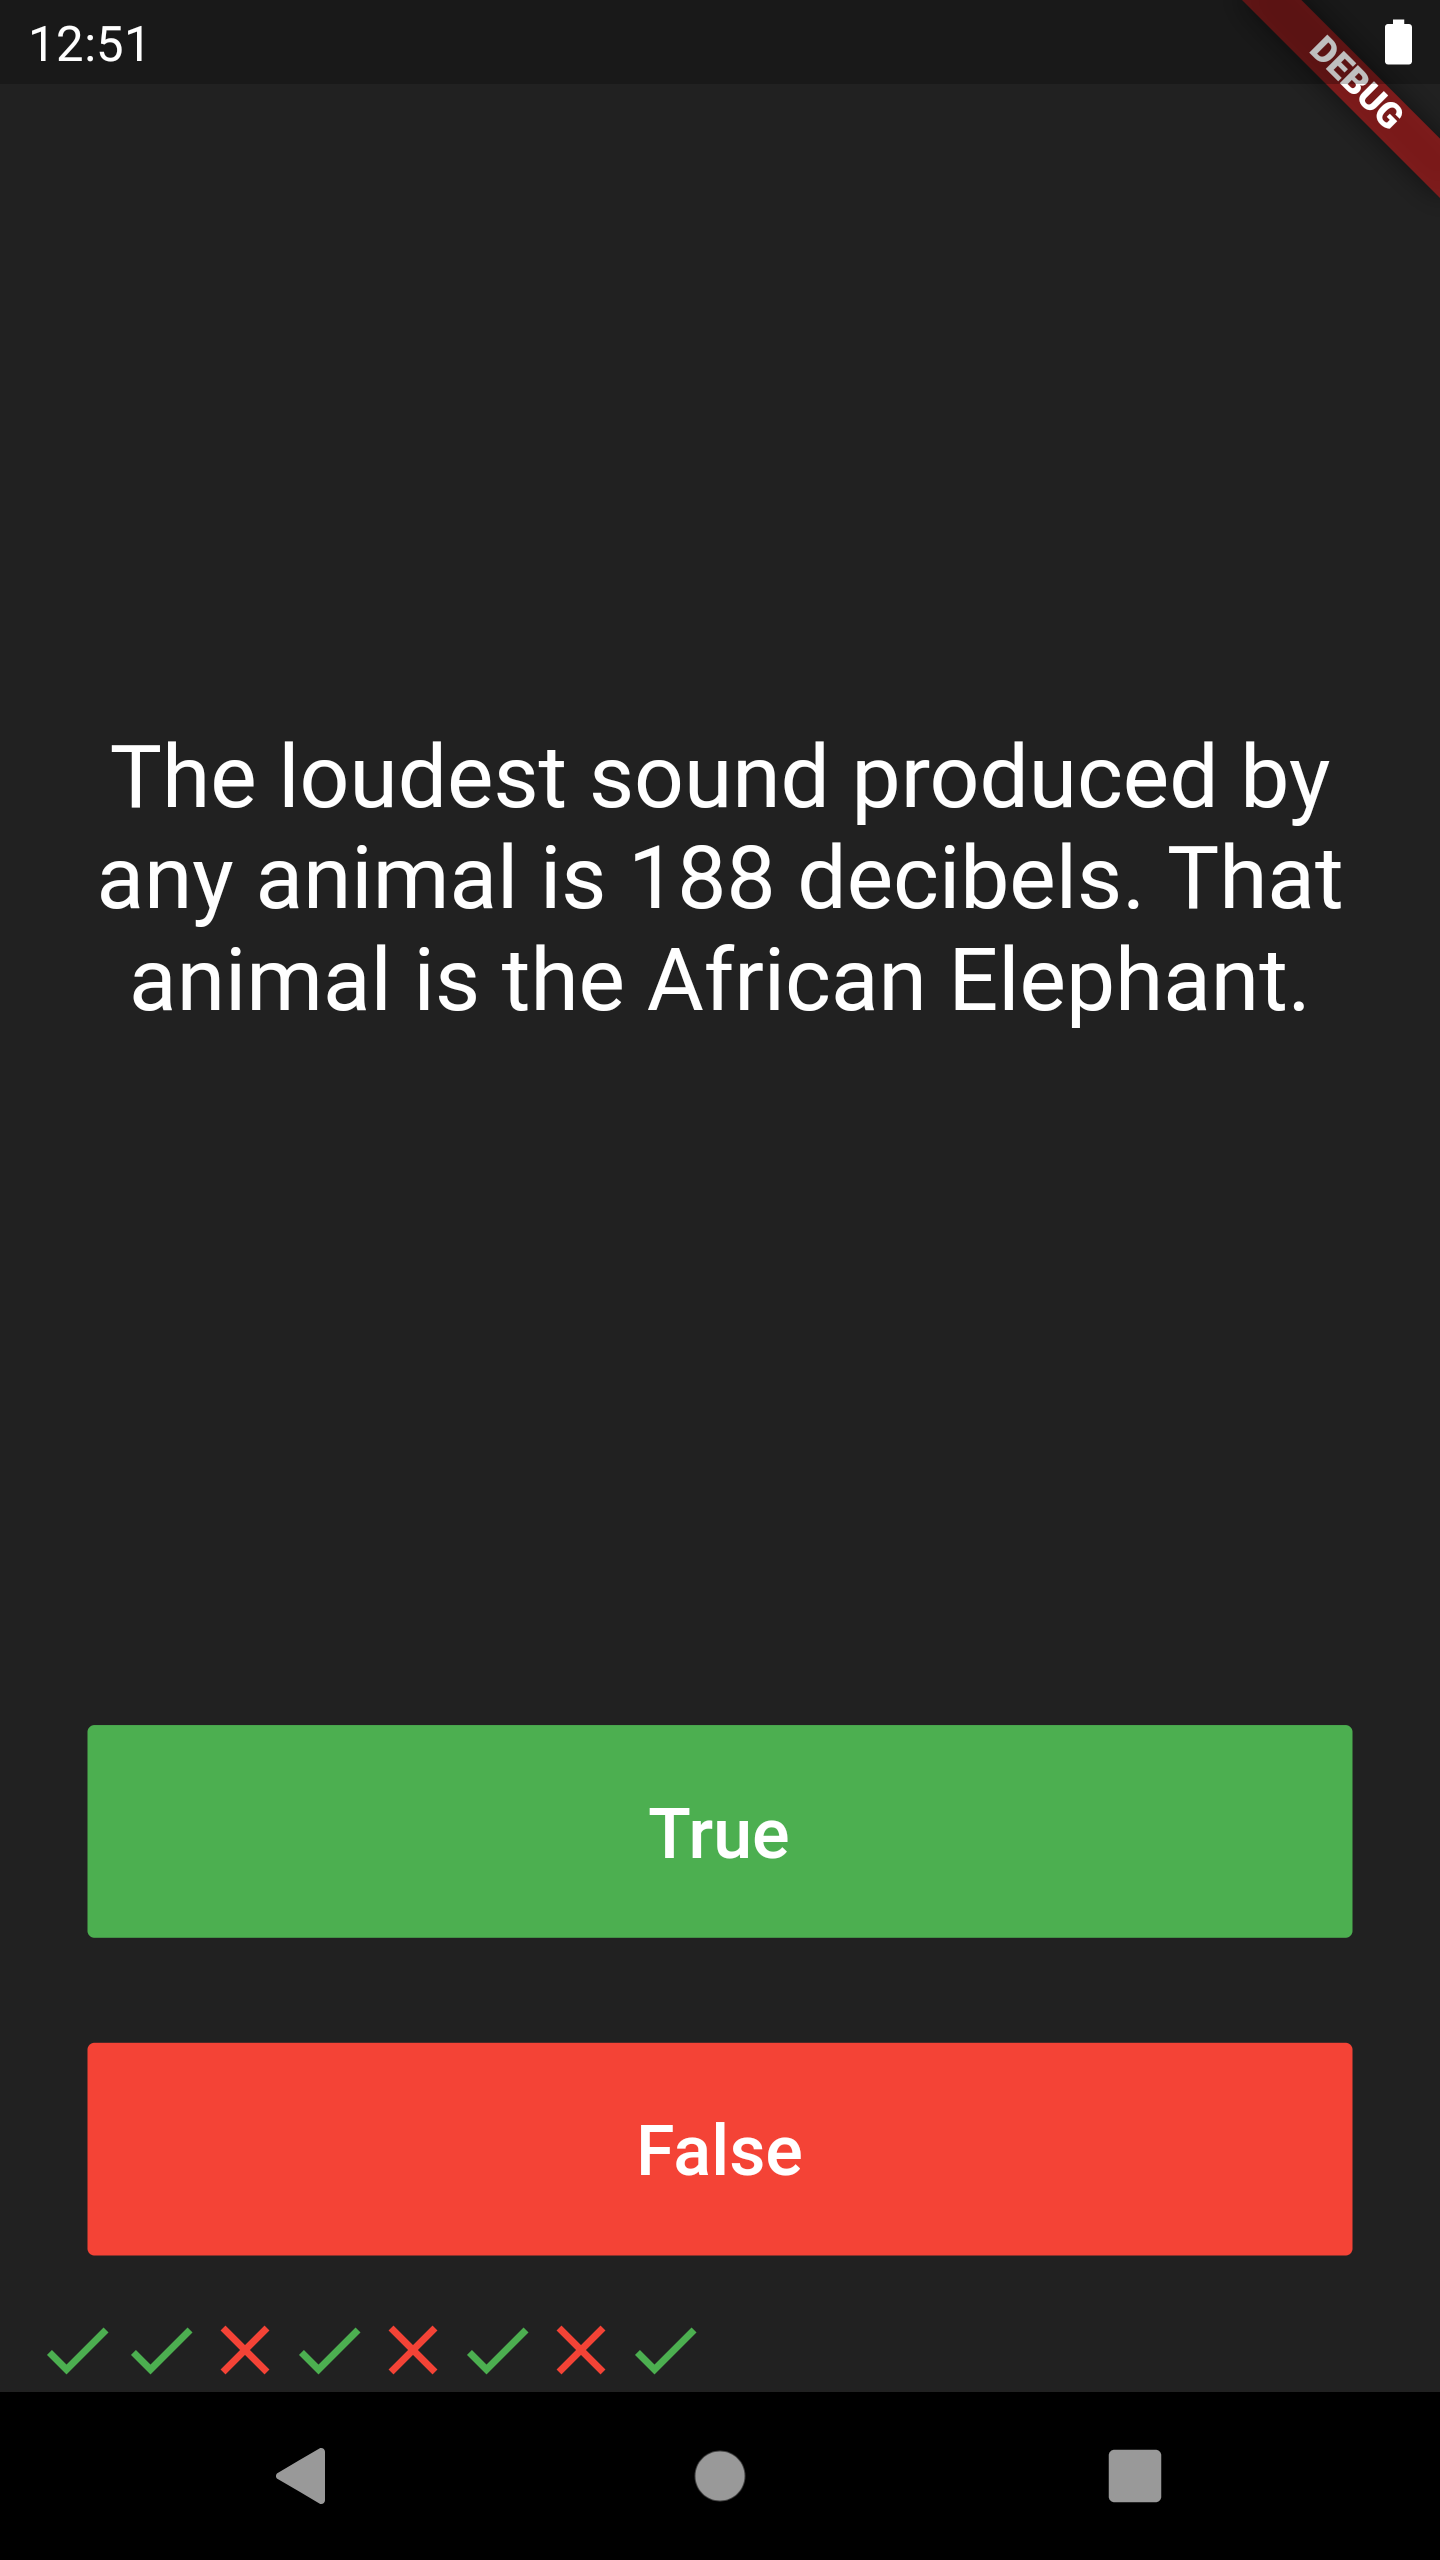 12:51
DEBUG
The loudest sound produced by
any animal is 188 decibels. That
animal is the African Elephant.
True
False